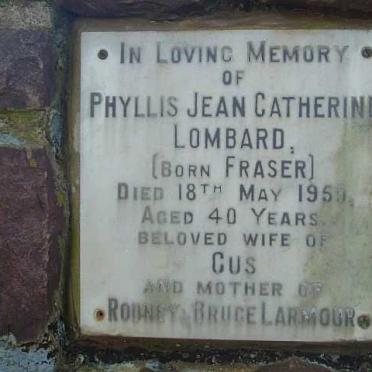 IN LOVING MEMORY
OF
PHYLLIS JEAN CATHERINE
LOMBARD,
(BORN FRASER)
DIED 18TH MAY
AGED 40 YEARS.
BELOVED WIFE OF
GUS
AND MOTHER OF
RODNEY, BRUCE LARMOUR